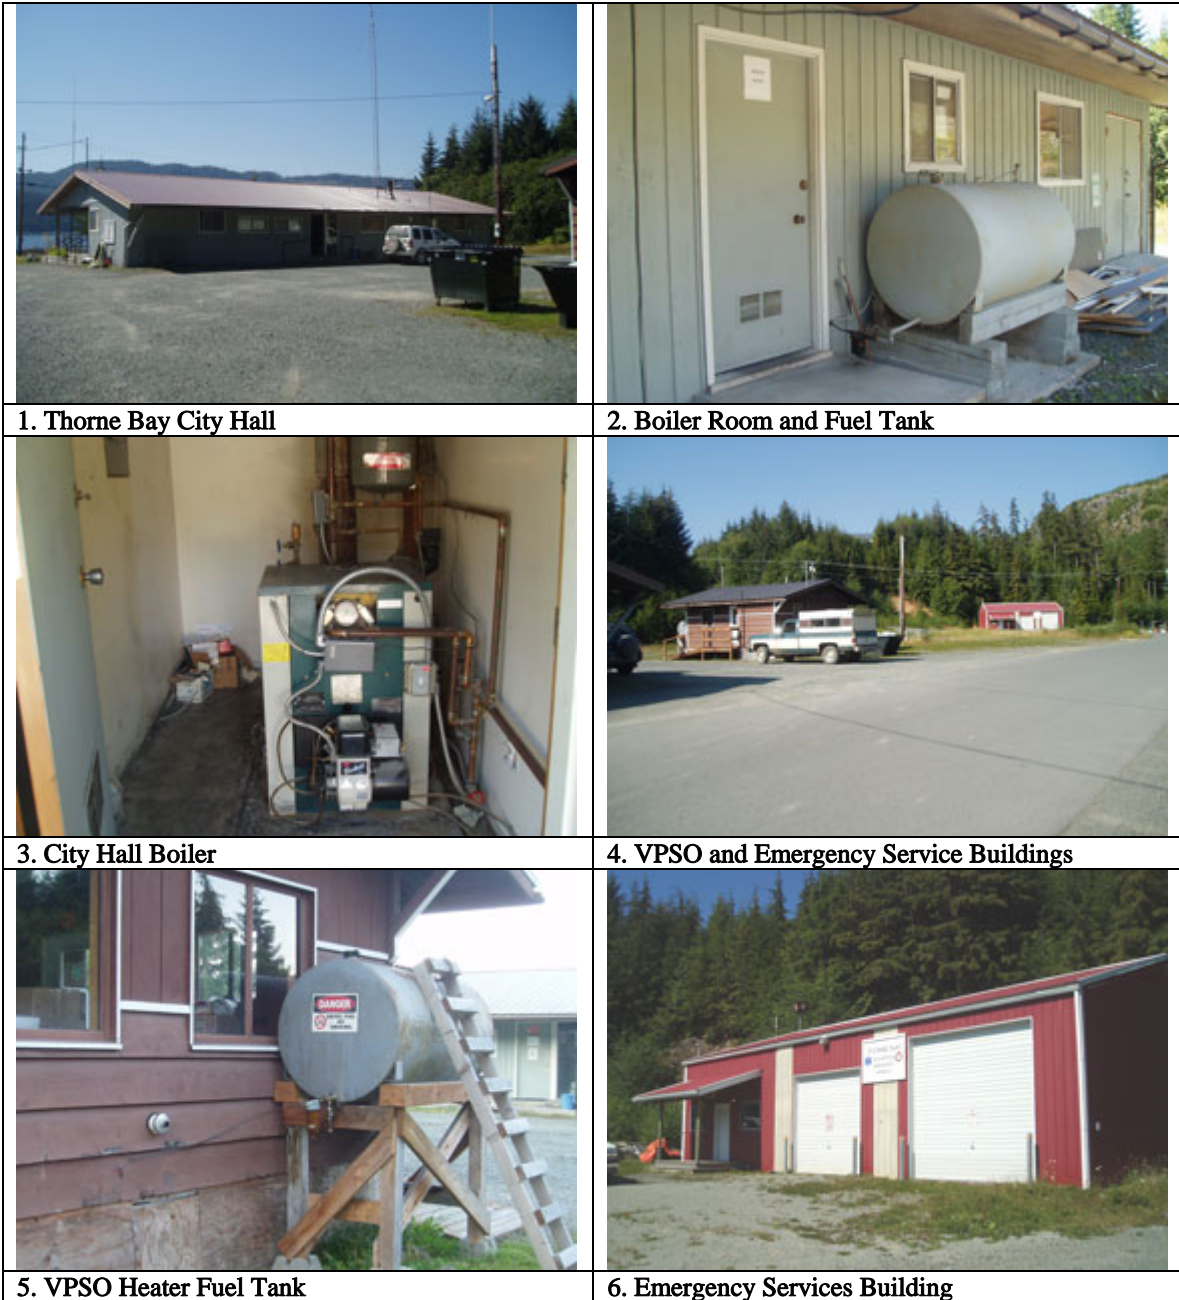 1. Thorne Bay City Hall
2. Boiler Room and Fuel Tank
3. City Hall Boiler
4. VPSO and Emergency Service Buildings
DANGER
5. VPSO Heater Fuel Tank
6. Emergency Services Building